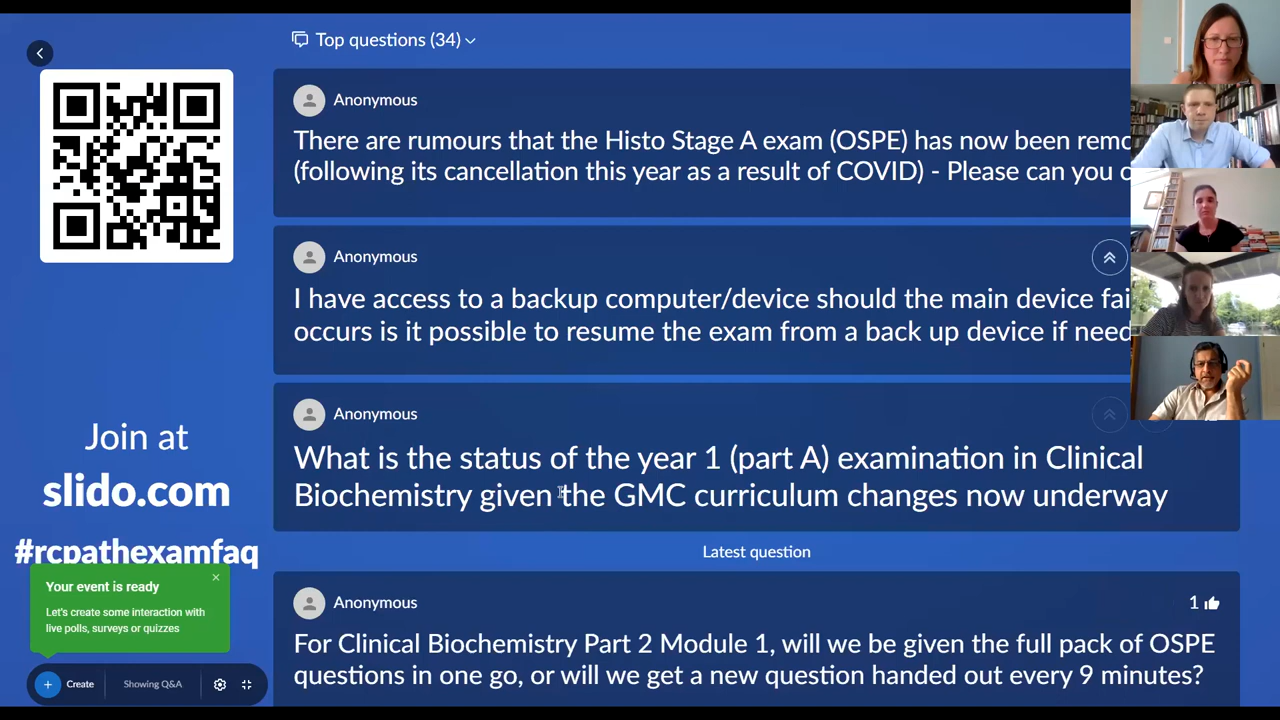 Top questions (34)
Anonymous
There are rumours that the Histo Stage A exam (OSPE) has now been
(following its cancellation this year as a result of COVID) - Please can you
Anonymous
I have access to a backup computer/device should the main device
occurs is it possible to resume the exam from a back up device if
Anonymous
What is the status of the year 1 (part A) examination in Clinical
Biochemistry given the GMC curriculum changes now underway
Latest question
Anonymous
1
For Clinical Biochemistry Part 2 Module 1, will we be given the full pack of OSPE
questions in one go, or will we get a new question handed out every 9 minutes?
Join at
slido.com
#rcpathexamfaq
Your event is ready
Let's create some interaction with
live polls, surveys or quizzes
Create
Showing Q&A